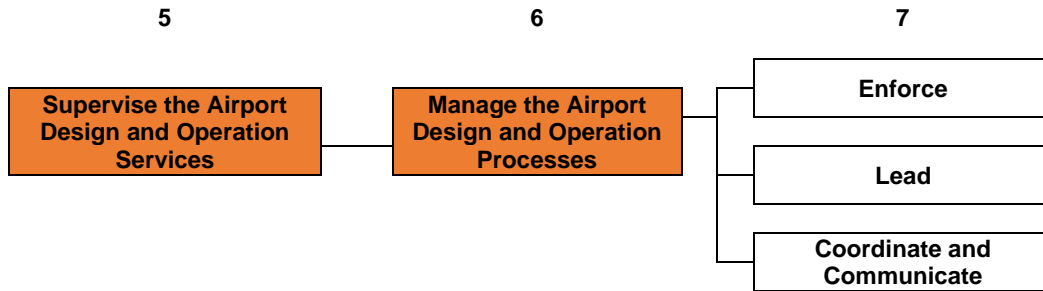 5
6
7
Supervise the Airport
Design and Operation
Services
Manage the Airport
Design and Operation
Processes
Enforce
Lead
Coordinate and
Communicate